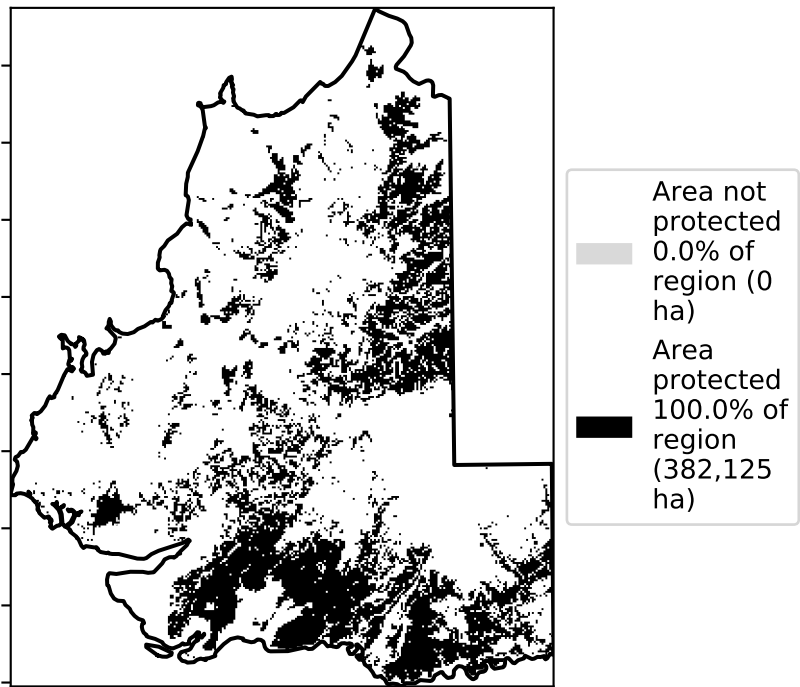 Area not
protected
0.0% of
region (0
ha)
Area
protected
100.0% of
region
(382,125
ha)